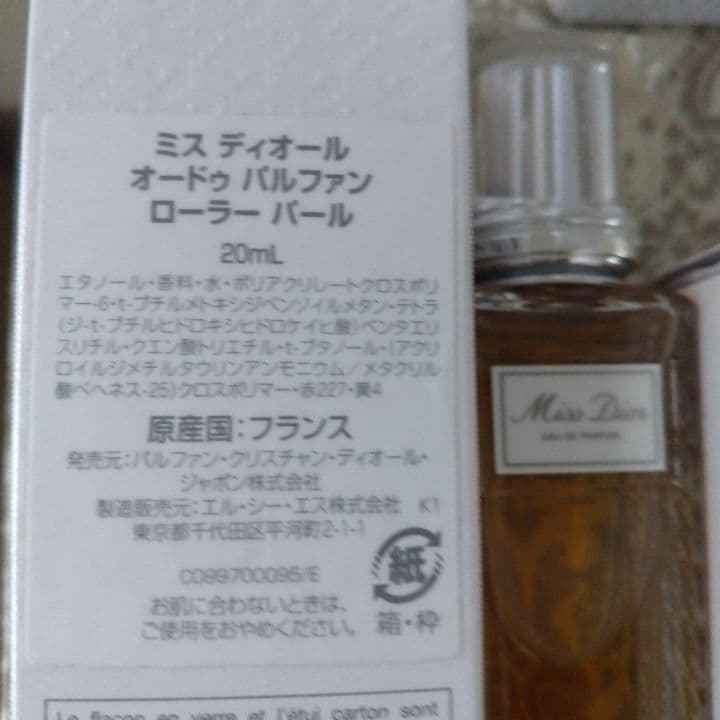 ミス ディオール
オードゥ パルファン
ローラー パール
20mL
エタノール・香料・水・ポリアクリレートクロスポリ
マー-6・t-ブチルメトキシジベンゾイルメタン・テトラ
(ジ-t-ブチルヒドロキシヒドロケイヒ酸)ペンタエリ
スリチル・クエン酸トリエチル・t-ブタノール・(アクリ
ロイルジメチルタウリンアンモニウム/メタクリル
酸ベヘネス-25)クロスポリマー・赤227・黄4
原産国:フランス
発売元:パルファン・クリスチャン・ディオール・
ジャポン株式会社
製造販売元:エル・シー・エス株式会社 K1
東京都千代田区平河町2-1-1
紙
C099700095/E
お肌に合わないときは、
ご使用をおやめください。
箱・枠
Le flacon en verre et l'étui carton sont
Miss Dior
EAU DE PARFUM